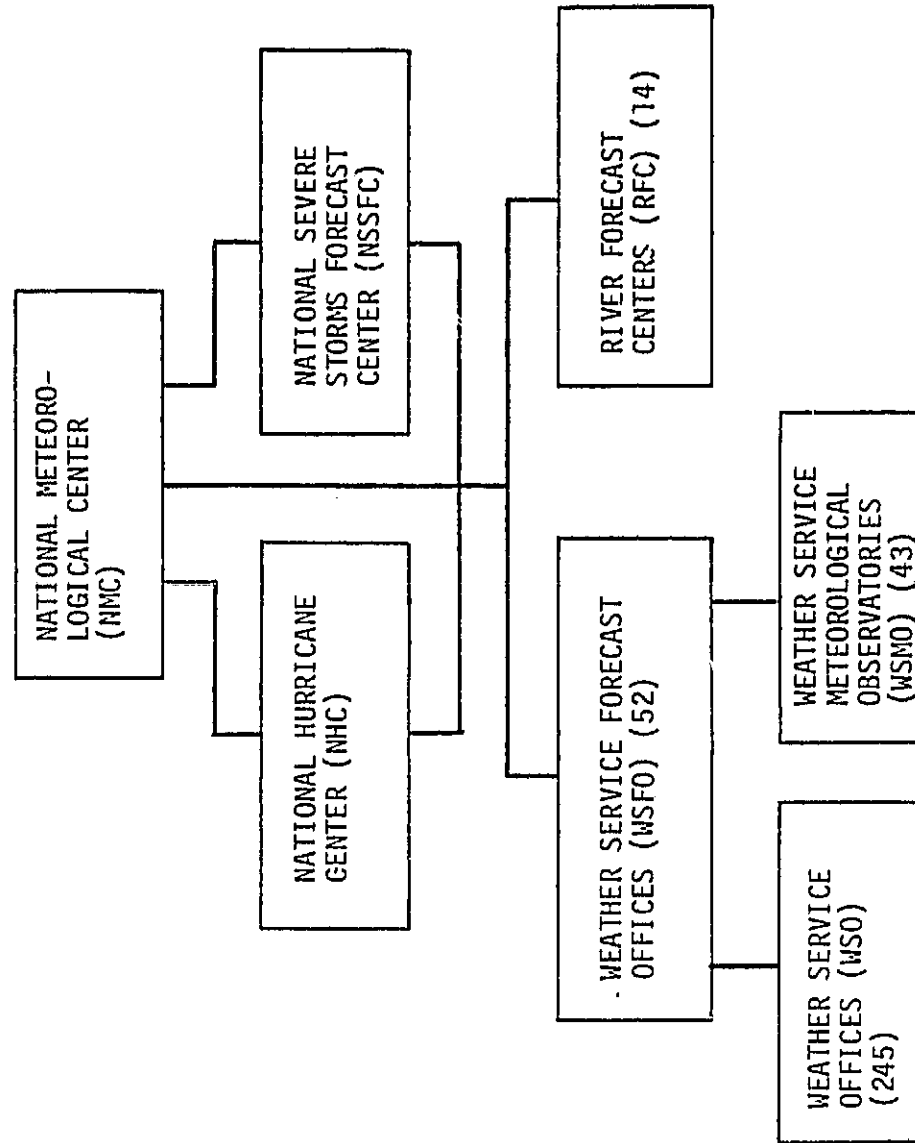 NATIONAL METEORO-
LOGICAL CENTER
(NMC)
NATIONAL HURRICANE
CENTER (NHC)
NATIONAL SEVERE
STORMS FORECAST
CENTER (NSSFC)
WEATHER SERVICE FORECAST
OFFICES (WSFO) (52)
RIVER FORECAST
CENTERS (RFC) (14)
WEATHER SERVICE
OFFICES (WSO)
(245)
WEATHER SERVICE
METEOROLOGICAL
OBSERVATORIES
(WSMO) (43)